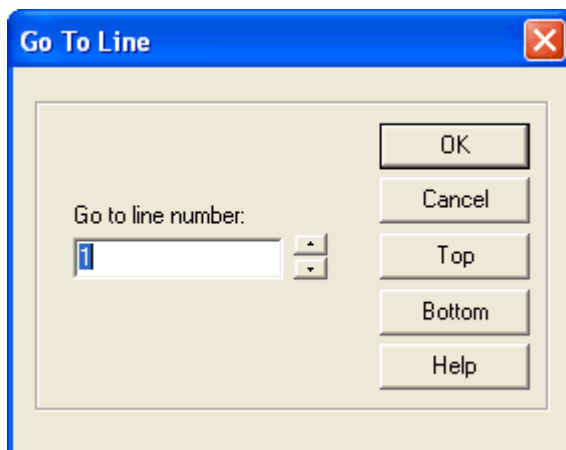 Go To Line
Go to line number:
1
OK
Cancel
Top
Bottom
Help